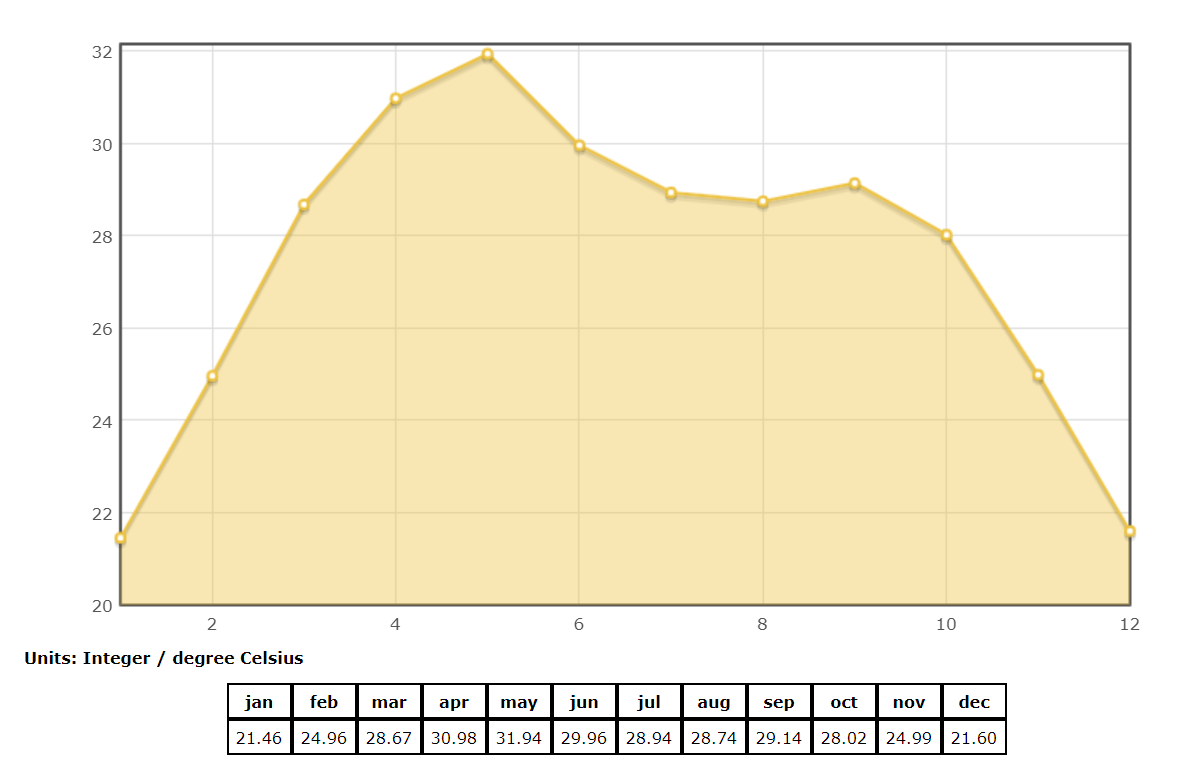 32
30
28
26
24
22
20
2 4 6 8 10 12
Units: Integer / degree Celsius
jan feb mar apr may jun jul aug sep oct nov dec
21.46 24.96 28.67 30.98 31.94 29.96 28.94 28.74 29.14 28.02 24.99 21.60